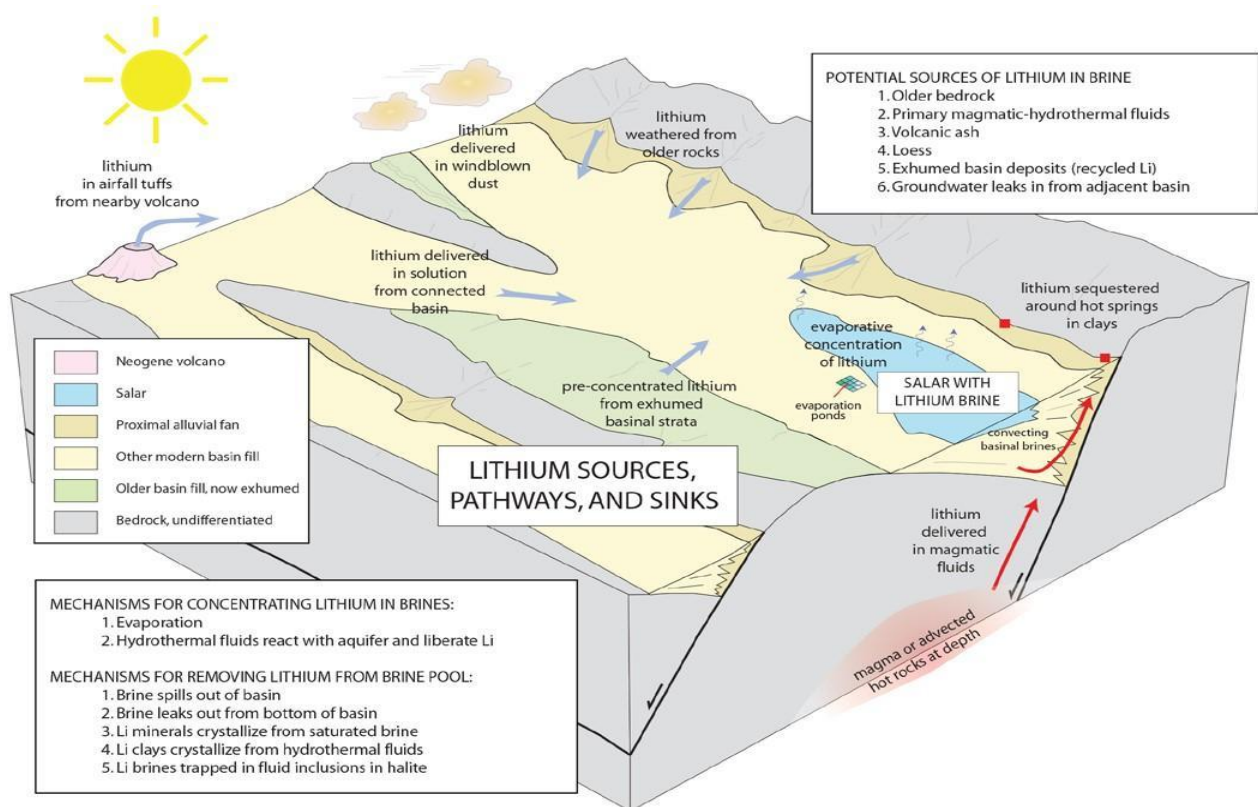 lithium
in airfall tuffs
from nearby volcano
lithium
delivered
in windblown
dust
lithium
weathered from
older rocks
POTENTIAL SOURCES OF LITHIUM IN BRINE
1. Older bedrock
2. Primary magmatic-hydrothermal fluids
3. Volcanic ash
4. Loess
5. Exhumed basin deposits (recycled Li)
6. Groundwater leaks in from adjacent basin
lithium delivered
in solution
from connected
basin
lithium sequestered
around hot springs
in clays
evaporative
concentration
of lithium
SALAR WITH
LITHIUM BRINE
evaporation
ponds
pre-concentrated lithium
from exhumed
basinal strata
convecting
basinal brines
Neogene volcano
Salar
Proximal alluvial fan
Other modern basin fill
Older basin fill, now exhumed
Bedrock, undifferentiated
LITHIUM SOURCES,
PATHWAYS, AND SINKS
lithium
delivered
in magmatic
fluids
magma or advected
hot rocks at depth
MECHANISMS FOR CONCENTRATING LITHIUM IN BRINES:
1. Evaporation
2. Hydrothermal fluids react with aquifer and liberate Li
MECHANISMS FOR REMOVING LITHIUM FROM BRINE POOL:
1. Brine spills out of basin
2. Brine leaks out from bottom of basin
3. Li minerals crystallize from saturated brine
4. Li clays crystallize from hydrothermal fluids
5. Li brines trapped in fluid inclusions in halite